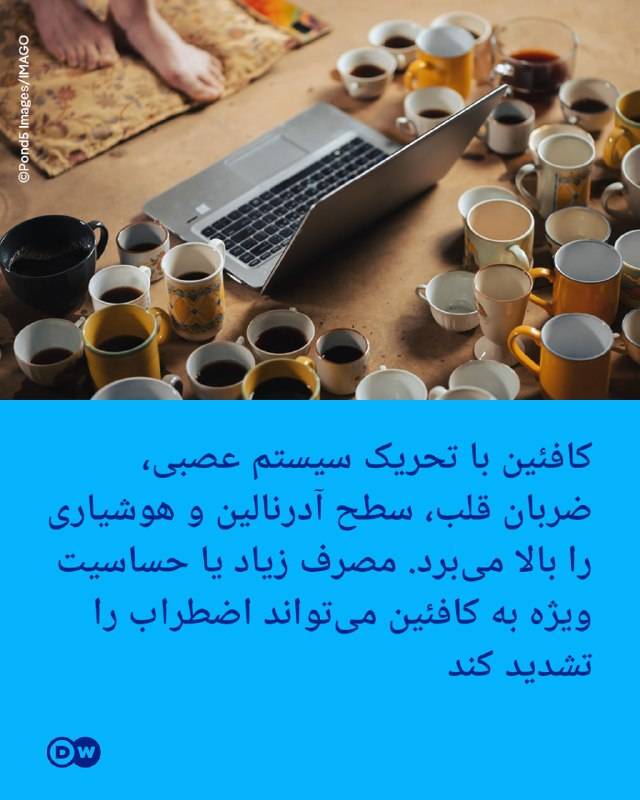 ©Pond5 Images/IMAGO
کافئین با تحریک سیستم عصبی،
ضربان قلب، سطح آدرنالین و هوشیاری
را بالا می‌برد. مصرف زیاد یا حساسیت
ویژه به کافئین می‌تواند اضطراب را
تشدید کند
DW